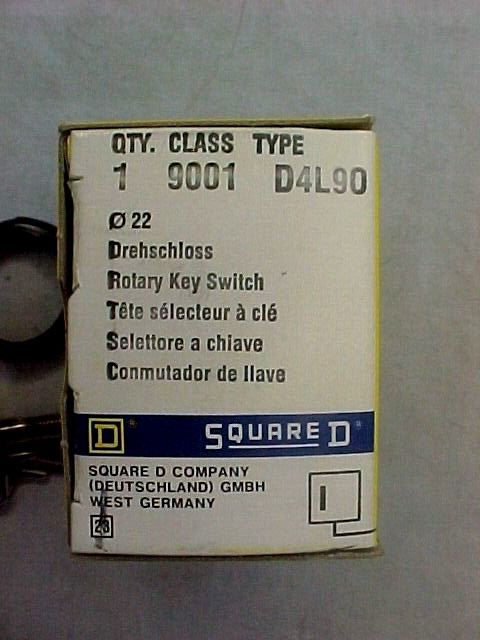 QTY. CLASS TYPE
1 9001 D4L90
Ø 22
Drehschloss
Rotary Key Switch
Tête sélecteur à clé
Selettore a chiave
Conmutador de llave
D ® SQUARE D ®
SQUARE D COMPANY
(DEUTSCHLAND) GMBH
WEST GERMANY
23